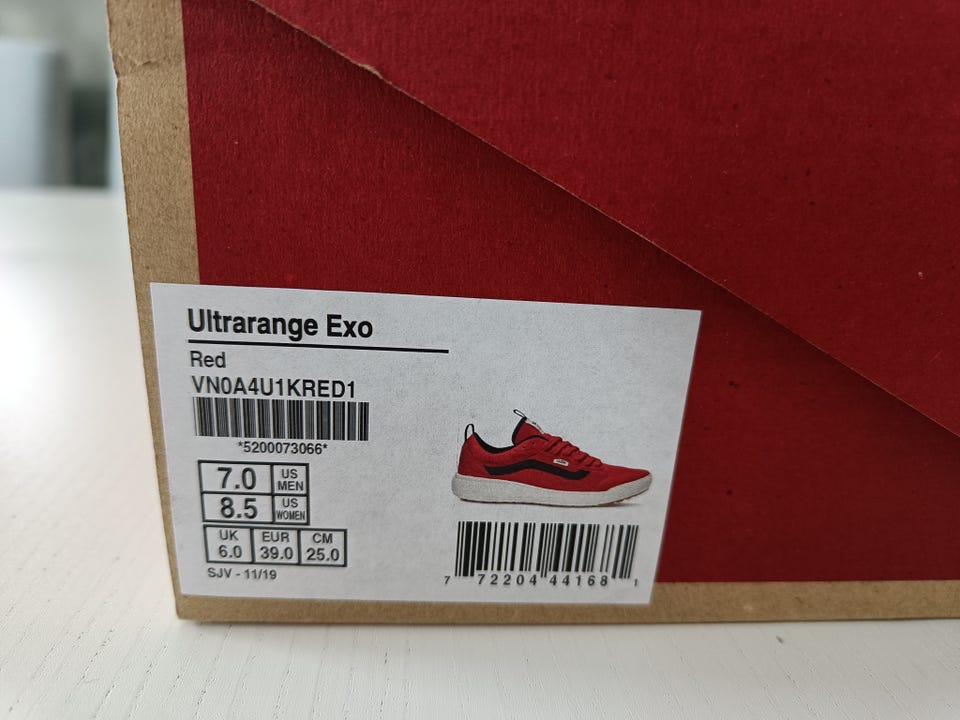 Ultrarange Exo
Red
VN0A4U1KRED1
*5200073066*
7.0 US MEN
8.5 US WOMEN
UK EUR CM
6.0 39.0 25.0
SJV - 11/19
7 72204 44168 1